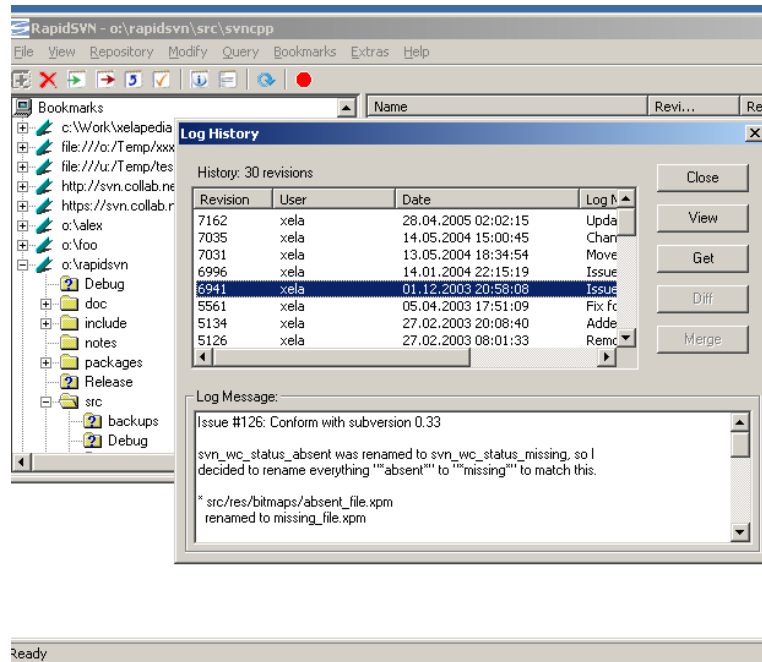 RapidSVN - o:\rapidsvn\src\svncpp
File View Repository Modify Query Bookmarks Extras Help
Bookmarks
c:\Work\xelapedia
file:///o:/Temp/xxx
file:///u:/Temp/tes
http://svn.collab.ne
https://svn.collab.r
o:\alex
o:\foo
o:\rapidsvn
Debug
doc
include
notes
packages
Release
src
backups
Debug
Name Revi... Re
Log History
History: 30 revisions
Revision User Date Log M
7162 xela 28.04.2005 02:02:15 Upda
7035 xela 14.05.2004 15:00:45 Chan
7031 xela 13.05.2004 18:34:54 Move
6996 xela 14.01.2004 22:15:19 Issue
6941 xela 01.12.2003 20:58:08 Issue
5561 xela 05.04.2003 17:51:09 Fix fo
5134 xela 27.02.2003 20:08:40 Adde
5126 xela 27.02.2003 08:01:33 Remo
Close
View
Get
Diff
Merge
Log Message:
Issue #126: Conform with subversion 0.33
svn_wc_status_absent was renamed to svn_wc_status_missing, so I
decided to rename everything "*absent*" to "*missing*" to match this.
* src/res/bitmaps/absent_file.xpm
renamed to missing_file.xpm
Ready